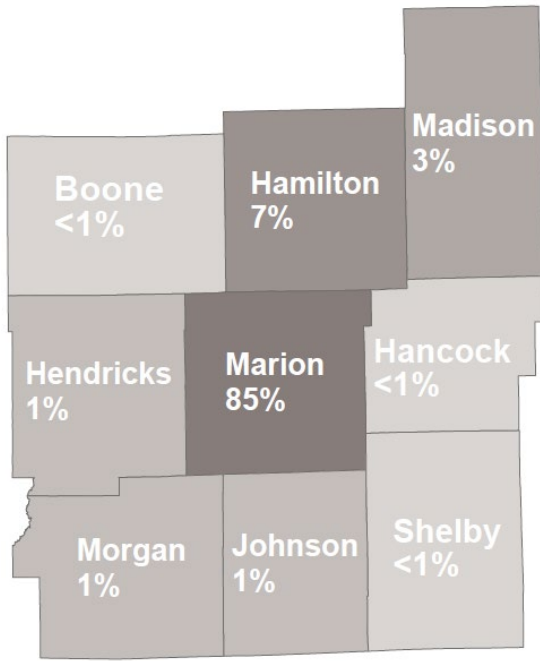 Madison
3%
Hamilton
7%
Boone
<1%
Hendricks
1%
Marion
85%
Hancock
<1%
Morgan
1%
Johnson
1%
Shelby
<1%